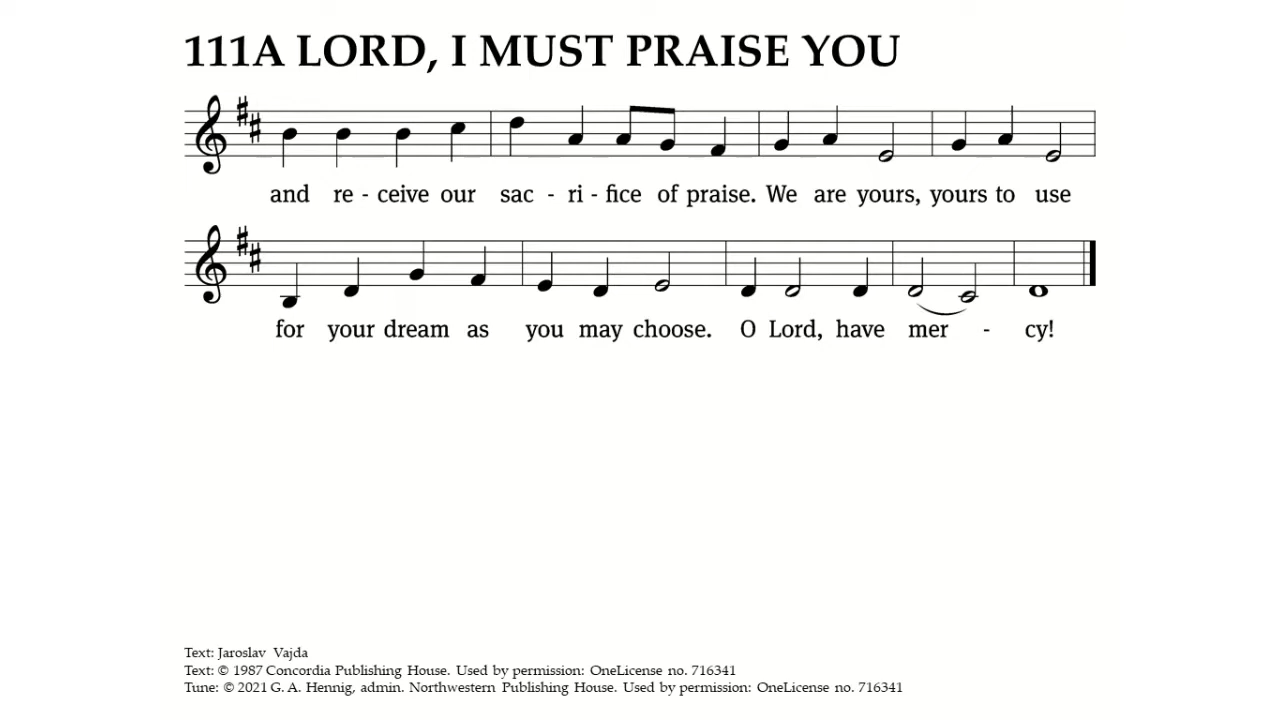 111A LORD, I MUST PRAISE YOU
and re - ceive our sac - ri - fice of praise. We are yours, yours to use
for your dream as you may choose. O Lord, have mer - cy!
Text: Jaroslav Vajda
Text: © 1987 Concordia Publishing House. Used by permission: OneLicense no. 716341
Tune: © 2021 G. A. Hennig, admin. Northwestern Publishing House. Used by permission: OneLicense no. 716341